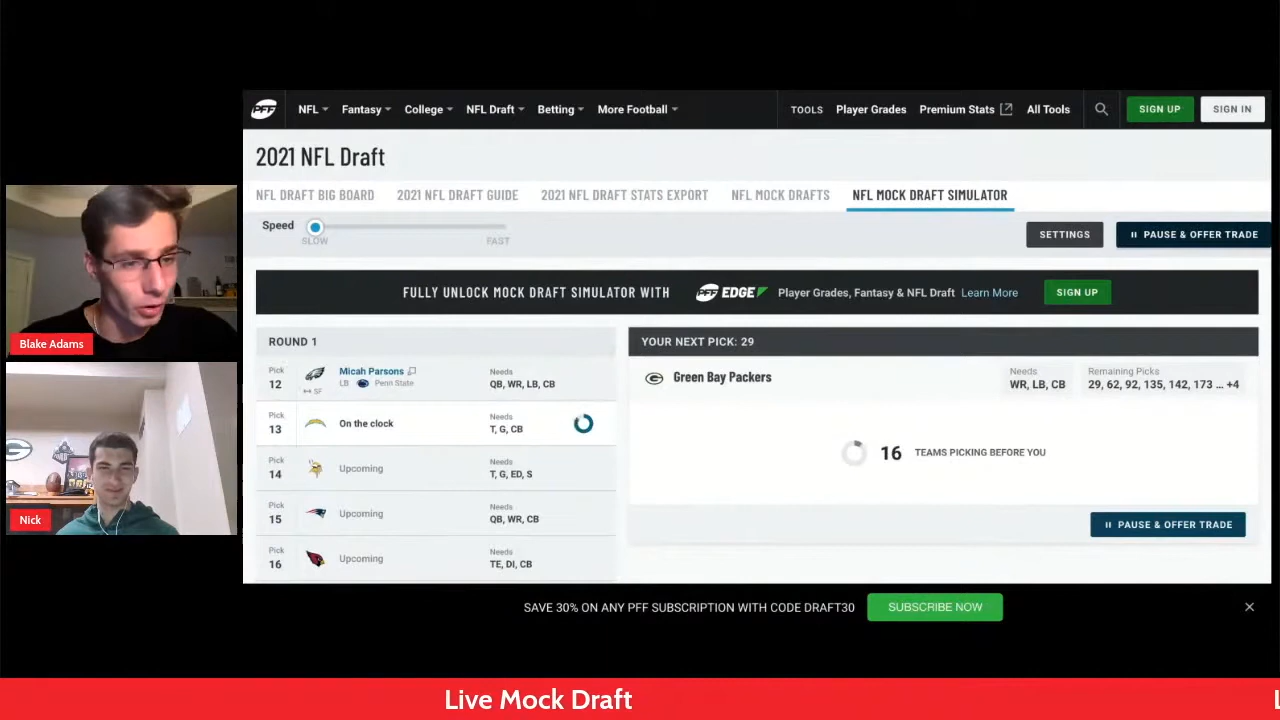 PFF
NFL
Fantasy
College
NFL Draft
Betting
More Football
TOOLS
Player Grades
Premium Stats
All Tools
SIGN UP
SIGN IN
2021 NFL Draft
NFL DRAFT BIG BOARD
2021 NFL DRAFT GUIDE
2021 NFL DRAFT STATS EXPORT
NFL MOCK DRAFTS
NFL MOCK DRAFT SIMULATOR
Speed
SLOW
FAST
SETTINGS
PAUSE & OFFER TRADE
FULLY UNLOCK MOCK DRAFT SIMULATOR WITH
PFF EDGE
Player Grades, Fantasy & NFL Draft Learn More
SIGN UP
ROUND 1
Pick
12
Micah Parsons
LB Penn State
SF
Needs
QB, WR, LB, CB
Pick
13
On the clock
Needs
T, G, CB
Pick
14
Upcoming
Needs
T, G, ED, S
Pick
15
Upcoming
Needs
QB, WR, CB
Pick
16
Upcoming
Needs
TE, DI, CB
YOUR NEXT PICK: 29
G
Green Bay Packers
Needs
WR, LB, CB
Remaining Picks
29, 62, 92, 135, 142, 173 ... +4
16 TEAMS PICKING BEFORE YOU
PAUSE & OFFER TRADE
Blake Adams
G
Nick
SAVE 30% ON ANY PFF SUBSCRIPTION WITH CODE DRAFT30
SUBSCRIBE NOW
Live Mock Draft